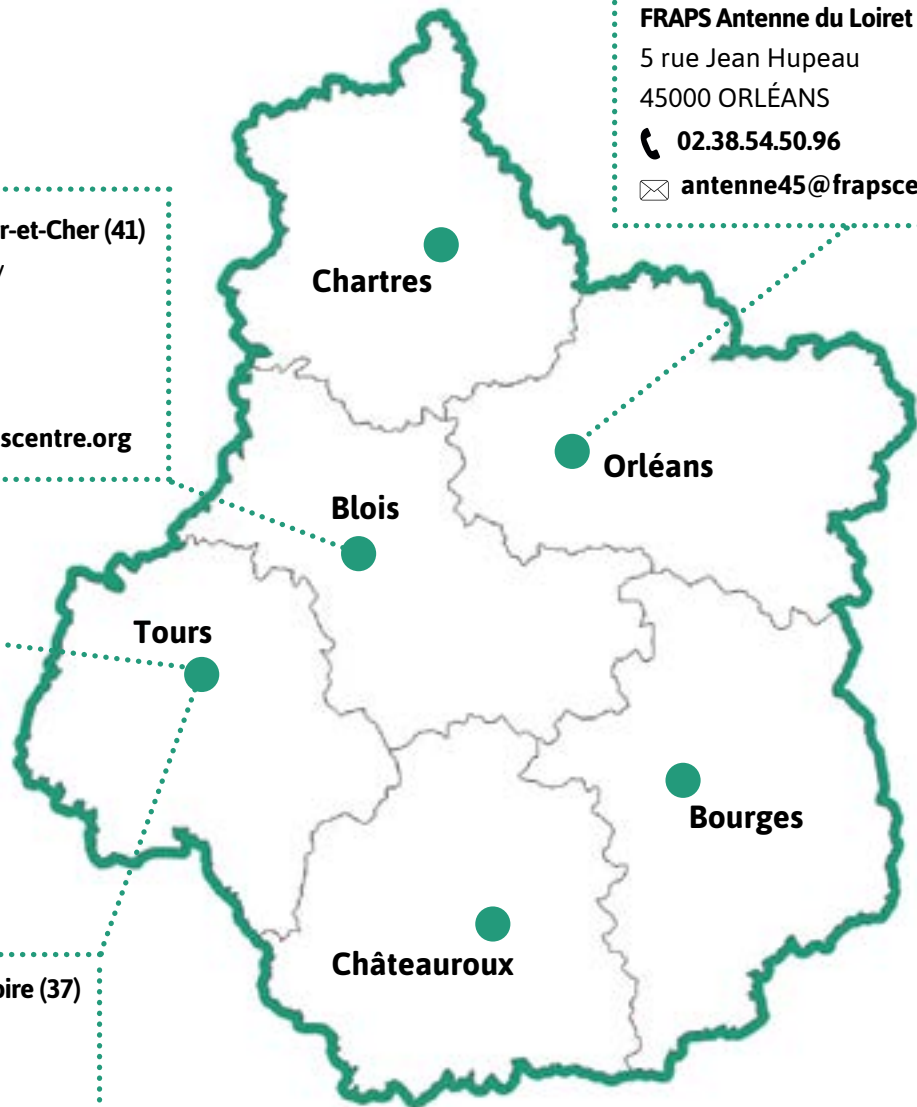 FRAPS Antenne du Loiret
5 rue Jean Hupeau
45000 ORLÉANS
02.38.54.50.96
antenne45@frapsce
r-et-Cher (41)
scentre.org
Chartres
Orléans
Blois
Tours
Bourges
Châteauroux
oire (37)